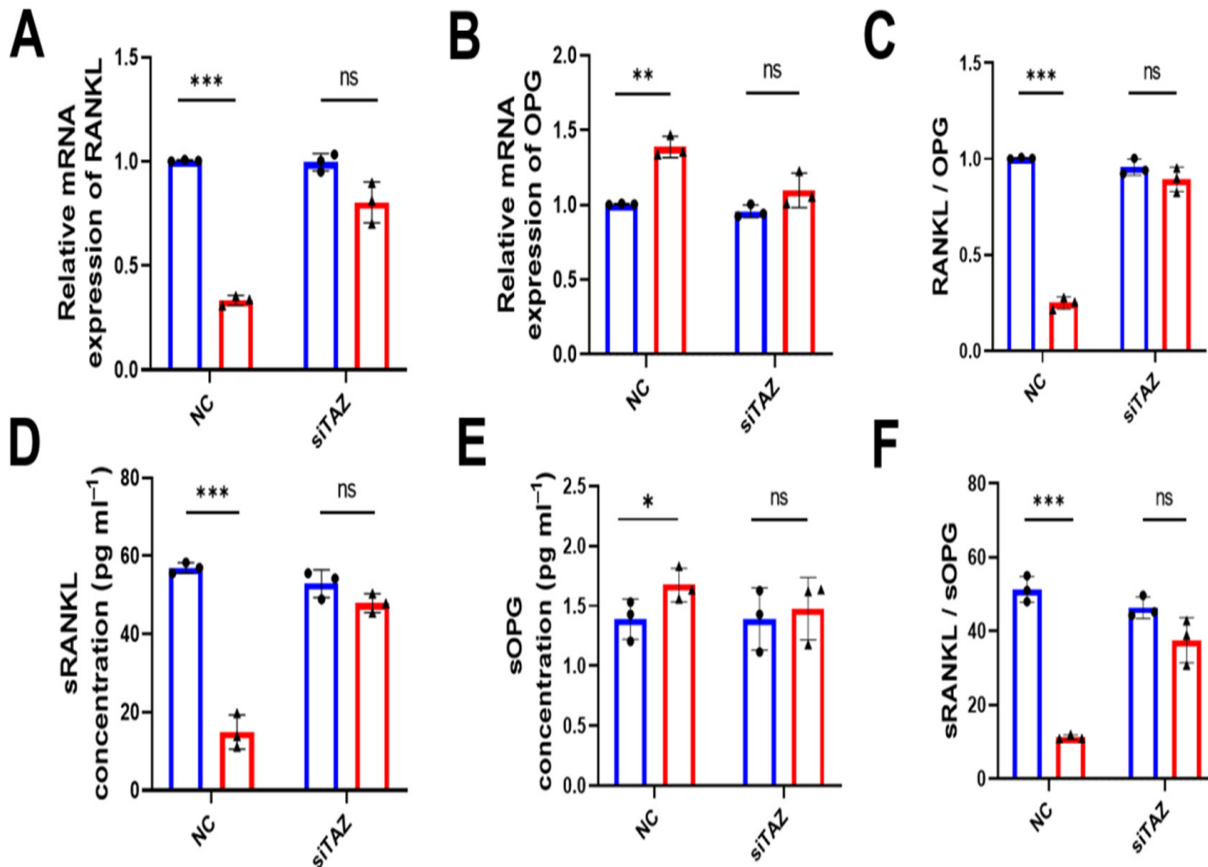 A
Relative mRNA
expression of RANKL
1.5
1.0
0.5
0.0
***
ns
NC
siTAZ
B
Relative mRNA
expression of OPG
2.0
1.5
1.0
0.5
0.0
**
ns
NC
siTAZ
C
RANKL / OPG
1.5
1.0
0.5
0.0
***
ns
NC
siTAZ
D
sRANKL
concentration (pg ml⁻¹)
80
60
40
20
0
***
ns
NC
siTAZ
E
sOPG
concentration (pg ml⁻¹)
2.5
2.0
1.5
1.0
0.5
0.0
*
ns
NC
siTAZ
F
sRANKL / sOPG
80
60
40
20
0
***
ns
NC
siTAZ